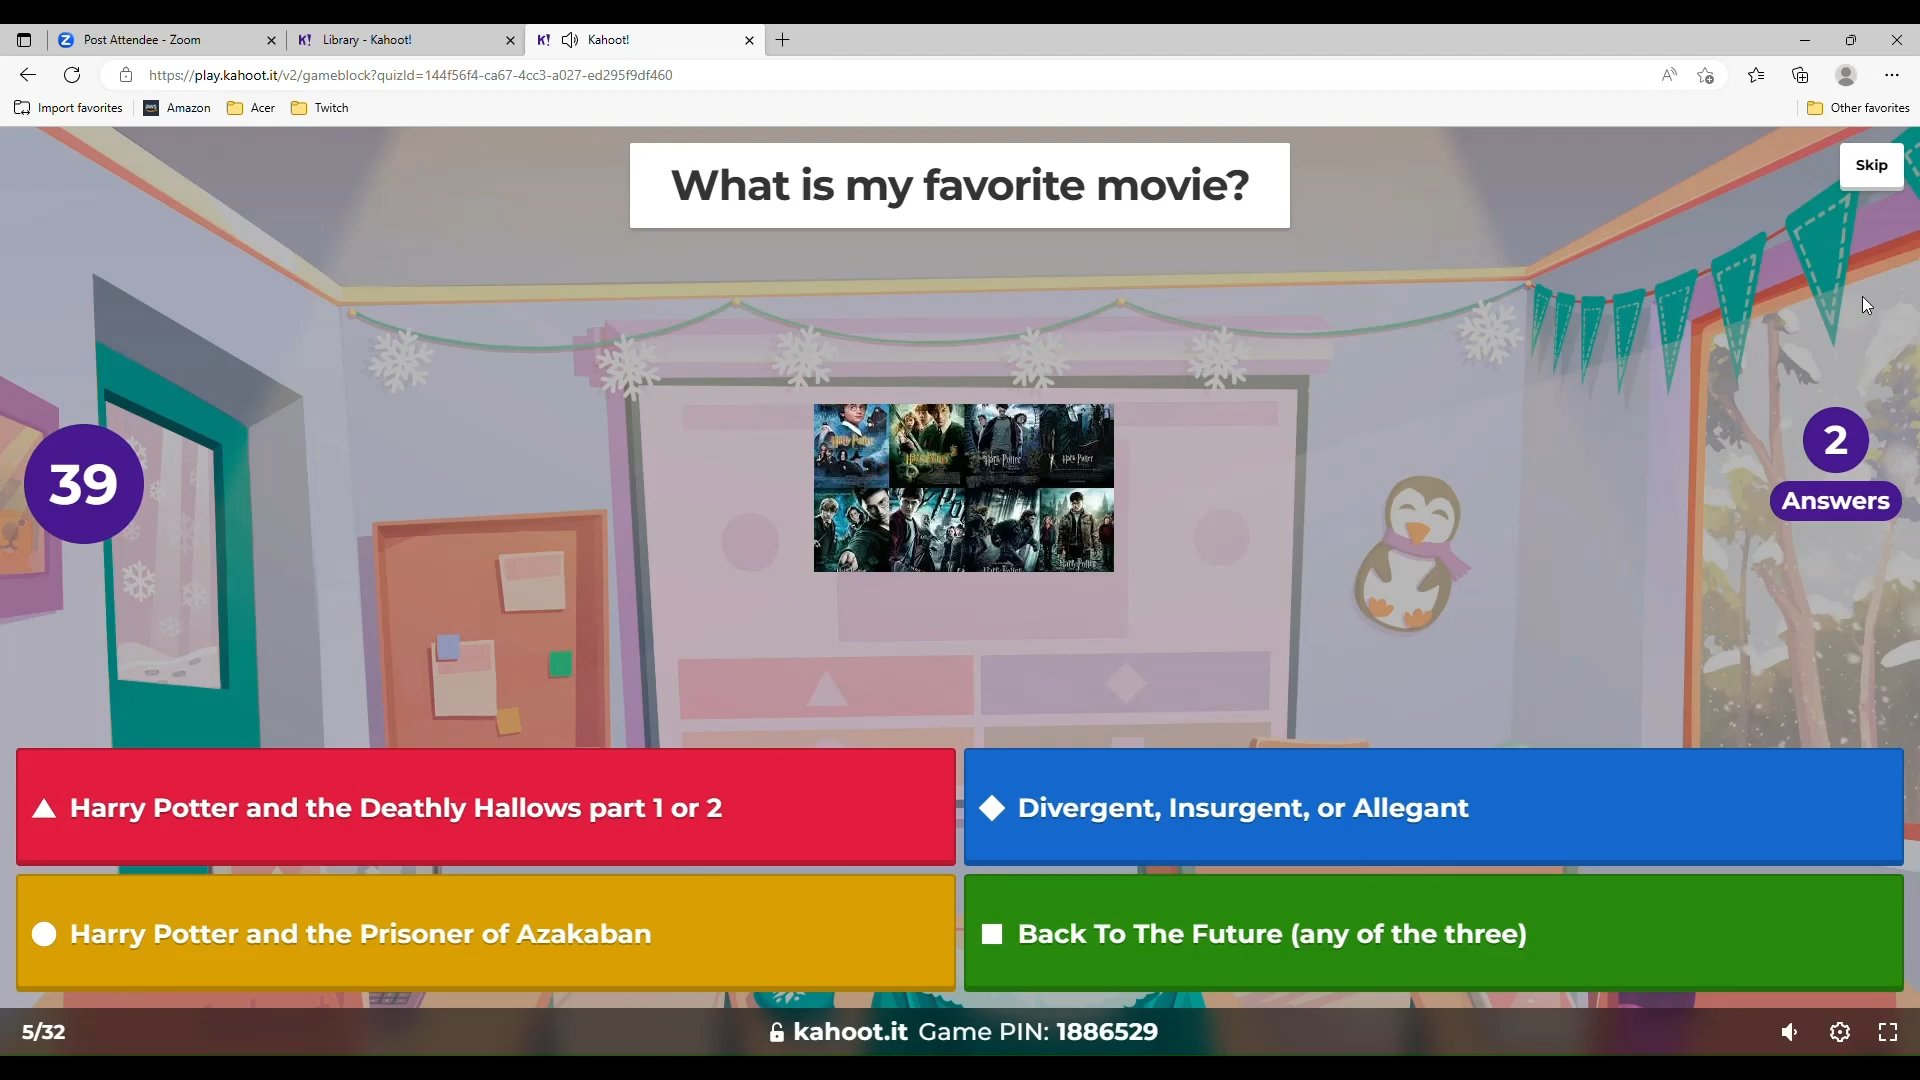 Post Attendee - Zoom
K! Library - Kahoot!
K! Kahoot!
https://play.kahoot.it/v2/gameblock?quizId=144f56f4-ca67-4cc3-a027-ed295f9df460
Import favorites
aws Amazon
Acer
Twitch
Other favorites
What is my favorite movie?
Skip
39
2
Answers
Harry Potter and the Deathly Hallows part 1 or 2
Divergent, Insurgent, or Allegant
Harry Potter and the Prisoner of Azakaban
Back To The Future (any of the three)
5/32
kahoot.it Game PIN: 1886529